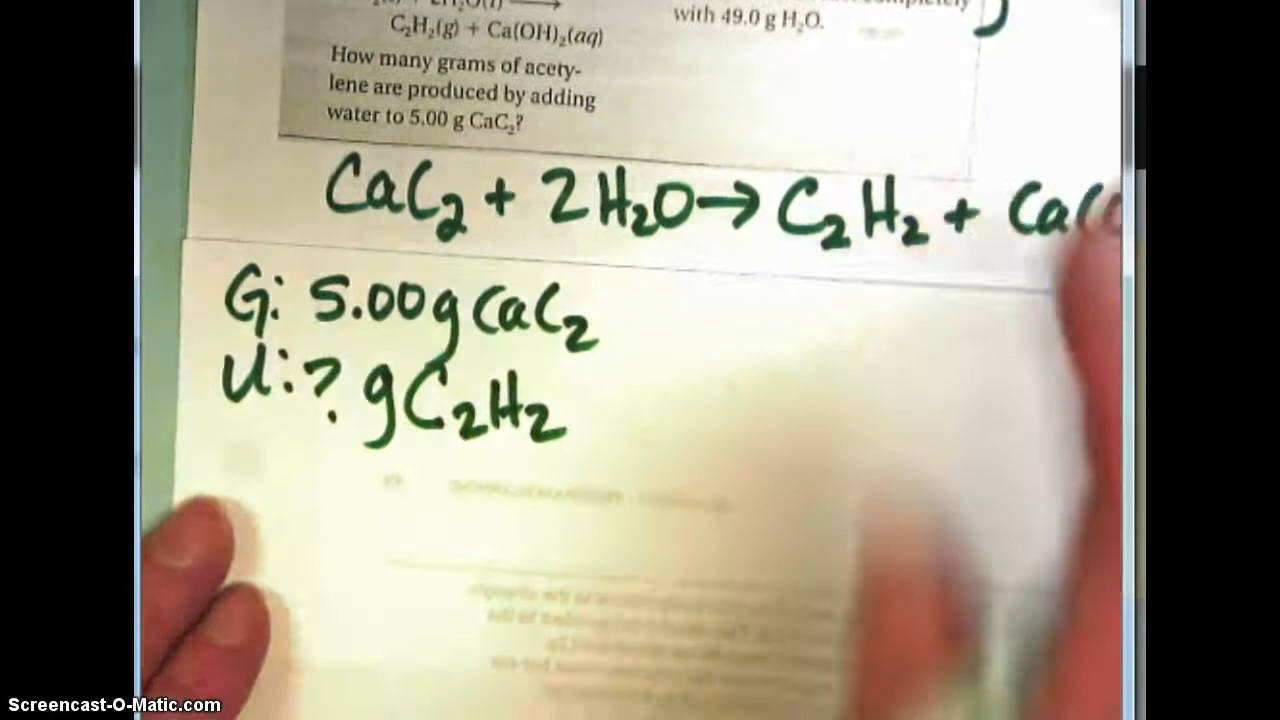 with 49.0 g H₂O.
C₂H₂(g) + Ca(OH)₂(aq)
How many grams of acety-
lene are produced by adding
water to 5.00 g CaC₂?
CaC₂ + 2H₂O → C₂H₂ + Ca(
G: 5.00g CaC₂
U: ? g C₂H₂
Screencast-O-Matic.com